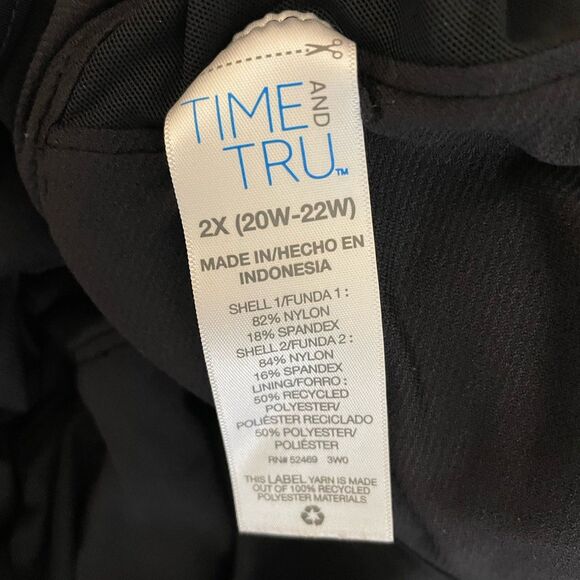 TIME AND
TRU™
2X (20W-22W)
MADE IN/HECHO EN
INDONESIA
SHELL 1/FUNDA 1 :
82% NYLON
18% SPANDEX
SHELL 2/FUNDA 2 :
84% NYLON
16% SPANDEX
LINING/FORRO :
50% RECYCLED
POLYESTER/
POLIÉSTER RECICLADO
50% POLYESTER/
POLIÉSTER
RN# 52469 3W0
THIS LABEL YARN IS MADE
OUT OF 100% RECYCLED
POLYESTER MATERIALS